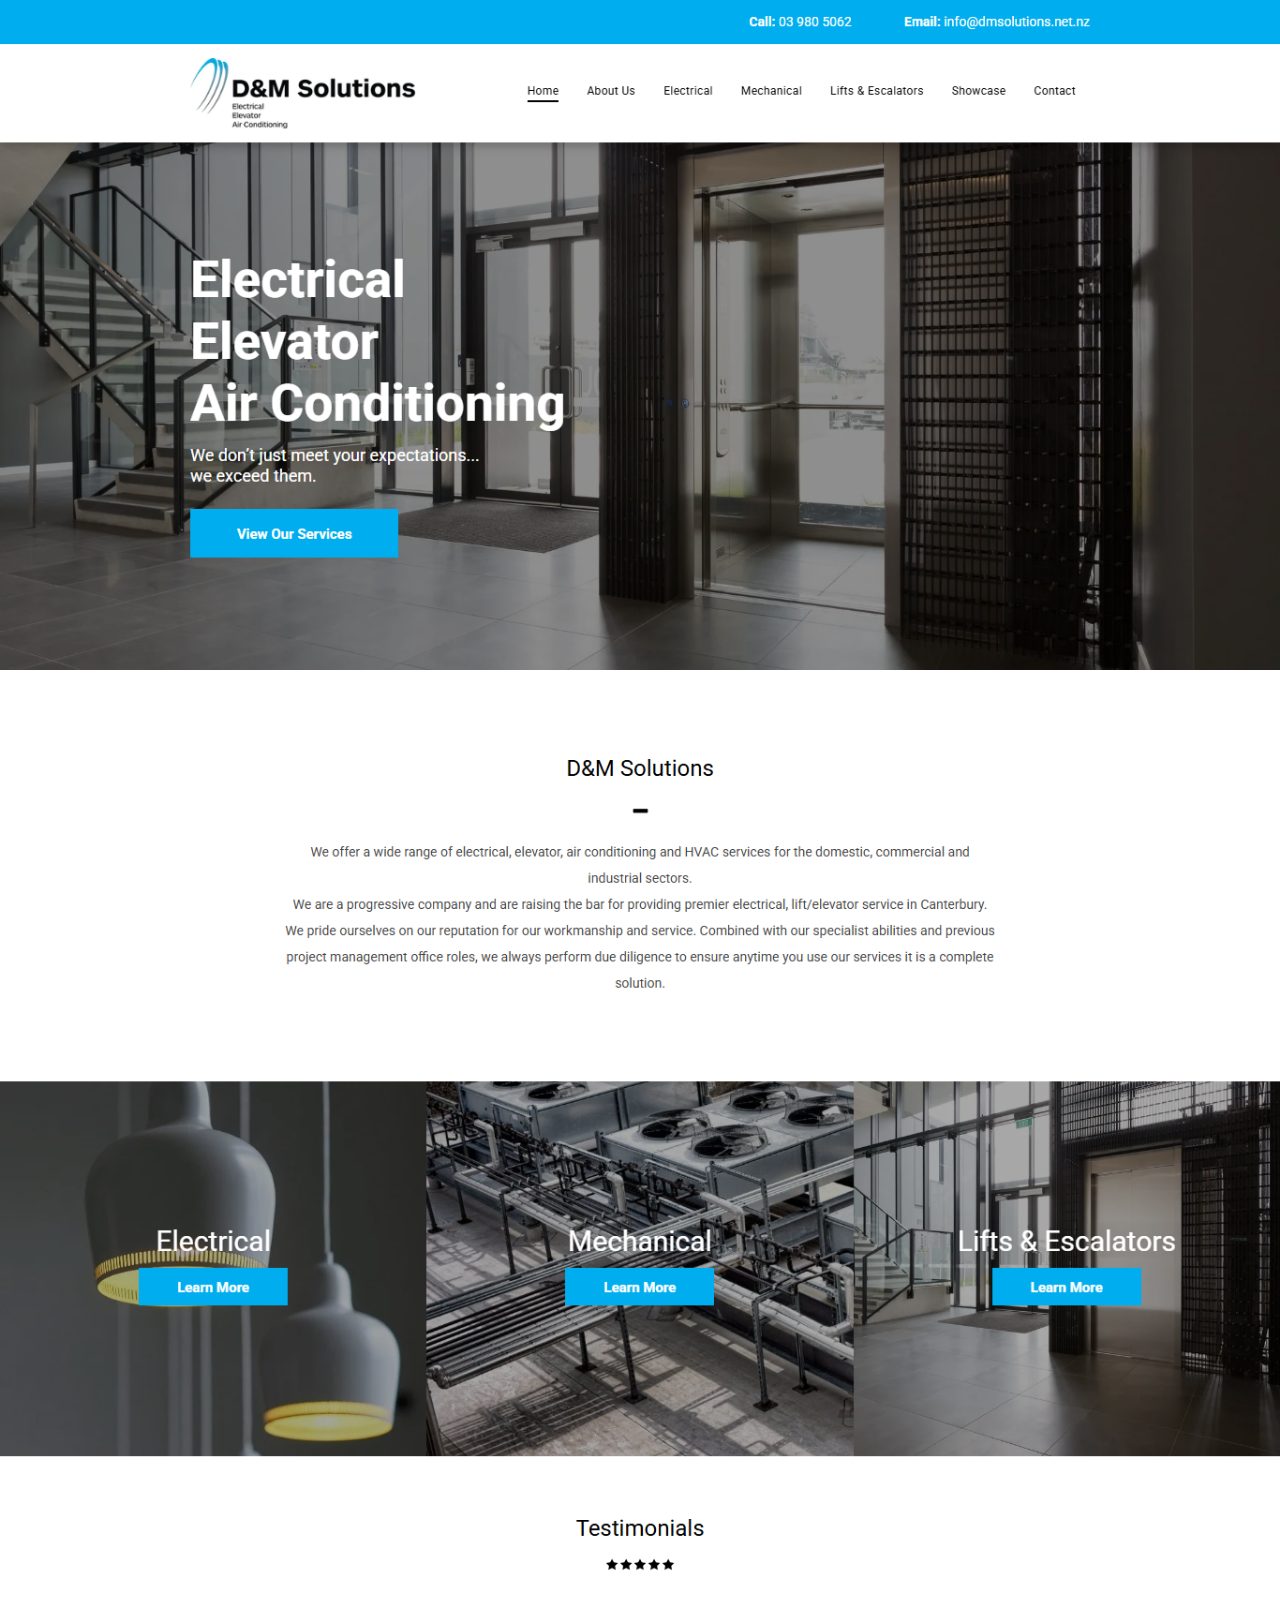 Call: 03 980 5062 Email: info@dmsolutions.net.nz
D&M Solutions
Electrical
Elevator
Air Conditioning
Home About Us Electrical Mechanical Lifts & Escalators Showcase Contact
Electrical
Elevator
Air Conditioning
We don't just meet your expectations...
we exceed them.
View Our Services
D&M Solutions
We offer a wide range of electrical, elevator, air conditioning and HVAC services for the domestic, commercial and
industrial sectors.
We are a progressive company and are raising the bar for providing premier electrical, lift/elevator service in Canterbury.
We pride ourselves on our reputation for our workmanship and service. Combined with our specialist abilities and previous
project management office roles, we always perform due diligence to ensure anytime you use our services it is a complete
solution.
Electrical
Learn More
Mechanical
Learn More
Lifts & Escalators
Learn More
Testimonials